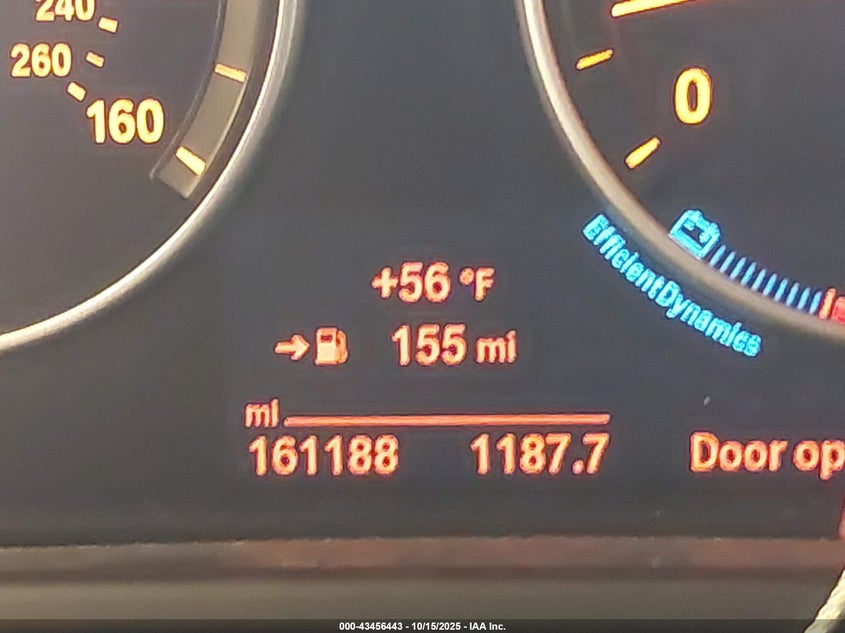 240
260
160
0
EfficientDynamics
+56 °F
155 mi
mi
161188 1187.7 Door op
000-43456443 - 10/15/2025 - IAA Inc.